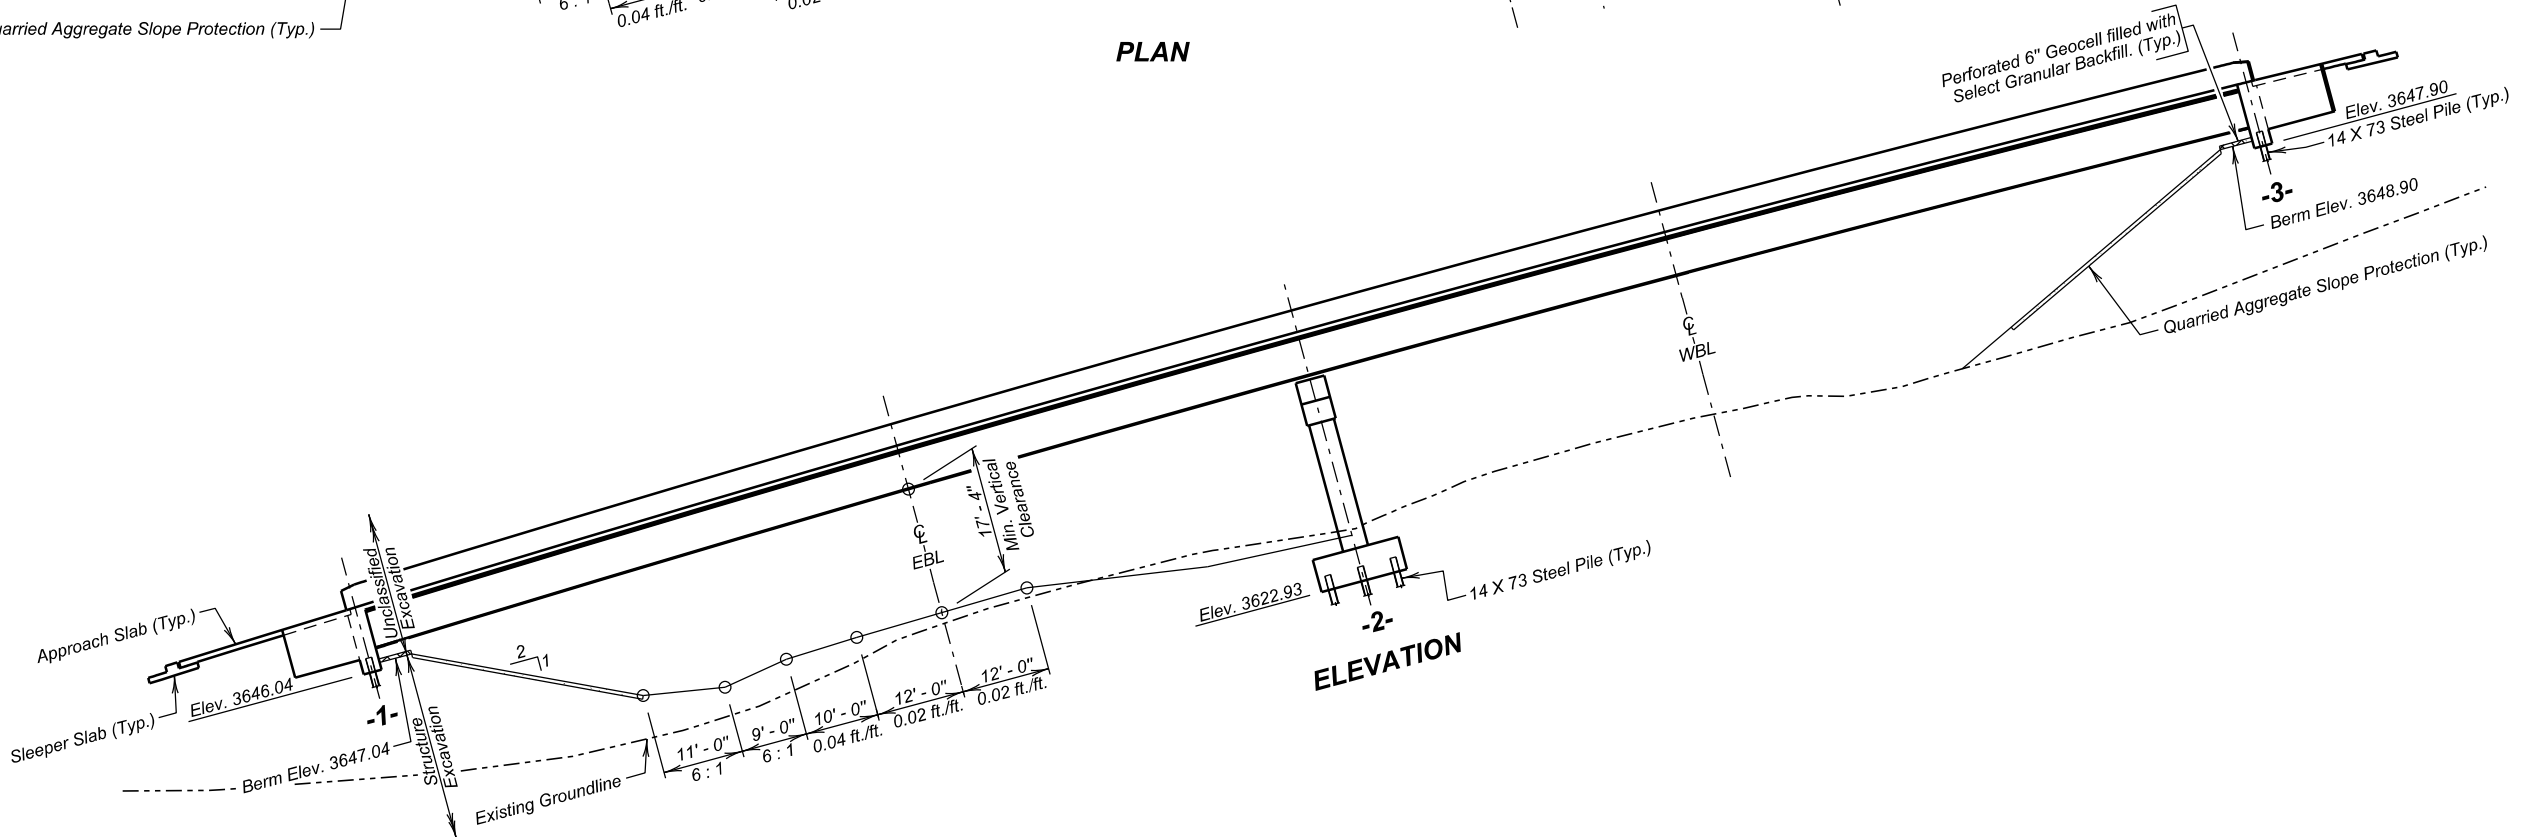 Quarried Aggregate Slope Protection (Typ.)
0.04 ft./ft.
PLAN
Perforated 6" Geocell filled with
Select Granular Backfill. (Typ.)
Elev. 3647.90
14 X 73 Steel Pile (Typ.)
-3-
Berm Elev. 3648.90
Quarried Aggregate Slope Protection (Typ.)
℄
WBL
17' - 4"
Min. Vertical
Clearance
℄
EBL
Unclassified
Excavation
Approach Slab (Typ.)
Sleeper Slab (Typ.)
Elev. 3646.04
-1-
Berm Elev. 3647.04
Structure
Excavation
2
1
Existing Groundline
11' - 0"
6 : 1
9' - 0"
6 : 1
10' - 0"
0.04 ft./ft.
12' - 0"
0.02 ft./ft.
12' - 0"
0.02 ft./ft.
Elev. 3622.93
14 X 73 Steel Pile (Typ.)
-2-
ELEVATION